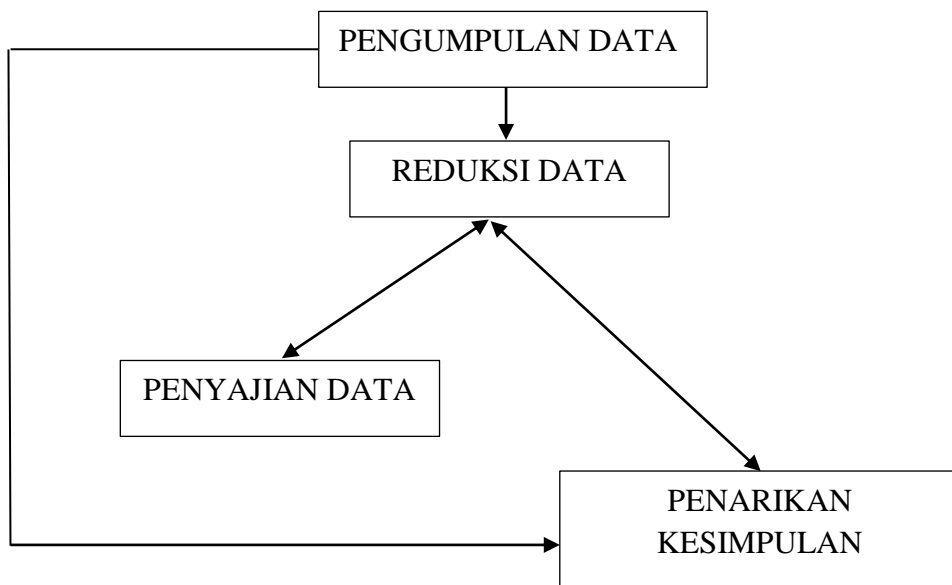 PENGUMPULAN DATA
REDUKSI DATA
PENYAJIAN DATA
PENARIKAN
KESIMPULAN